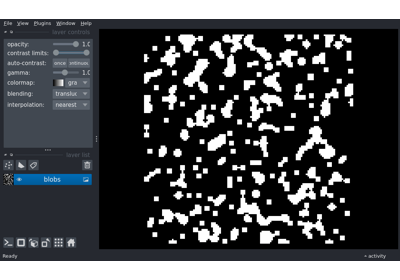 File View Plugins Window Help
layer controls
opacity: 1.0
contrast limits:
auto-contrast: once
gamma: 1.0
colormap: gra
blending: translu
interpolation: nearest
layer list
blobs
Ready
activity